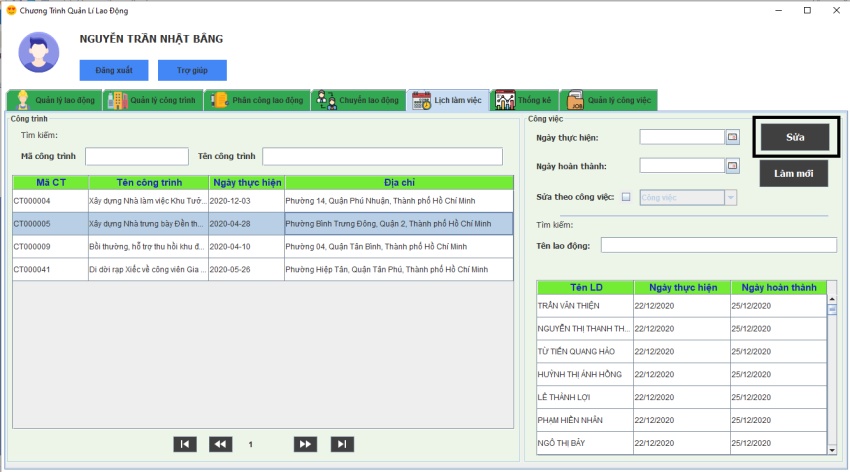 Chương Trình Quản Lí Lao Động
NGUYỄN TRẦN NHẬT BĂNG
Đăng xuất Trợ giúp
Quản lý lao động Quản lý công trình Phân công lao động Chuyển lao động Lịch làm việc Thống kê Quản lý công việc
Công trình
Tìm kiếm:
Mã công trình Tên công trình
Mã CT Tên công trình Ngày thực hiện Địa chỉ
CT000004 Xây dựng Nhà làm việc Khu Tưở... 2020-12-03 Phường 14, Quận Phú Nhuận, Thành phố Hồ Chí Minh
CT000005 Xây dựng Nhà trưng bày Đền th... 2020-04-28 Phường Bình Trưng Đông, Quận 2, Thành phố Hồ Chí Minh
CT000009 Bồi thường, hỗ trợ thu hồi khu đ... 2020-04-10 Phường 04, Quận Tân Bình, Thành phố Hồ Chí Minh
CT000041 Di dời rạp Xiếc về công viên Gia ... 2020-05-26 Phường Hiệp Tân, Quận Tân Phú, Thành phố Hồ Chí Minh
1
Công việc
Ngày thực hiện: Sửa
Ngày hoàn thành: Làm mới
Sửa theo công việc: Công việc
Tìm kiếm:
Tên lao động:
Tên LD Ngày thực hiện Ngày hoàn thành
TRẦN VĂN THIỆN 22/12/2020 25/12/2020
NGUYỄN THỊ THANH TH... 22/12/2020 25/12/2020
TỪ TIẾN QUANG HẢO 22/12/2020 25/12/2020
HUỲNH THỊ ÁNH HỒNG 22/12/2020 25/12/2020
LÊ THÀNH LỢI 22/12/2020 25/12/2020
PHẠM HIỀN NHÂN 22/12/2020 25/12/2020
NGÔ THỊ BẢY 22/12/2020 25/12/2020